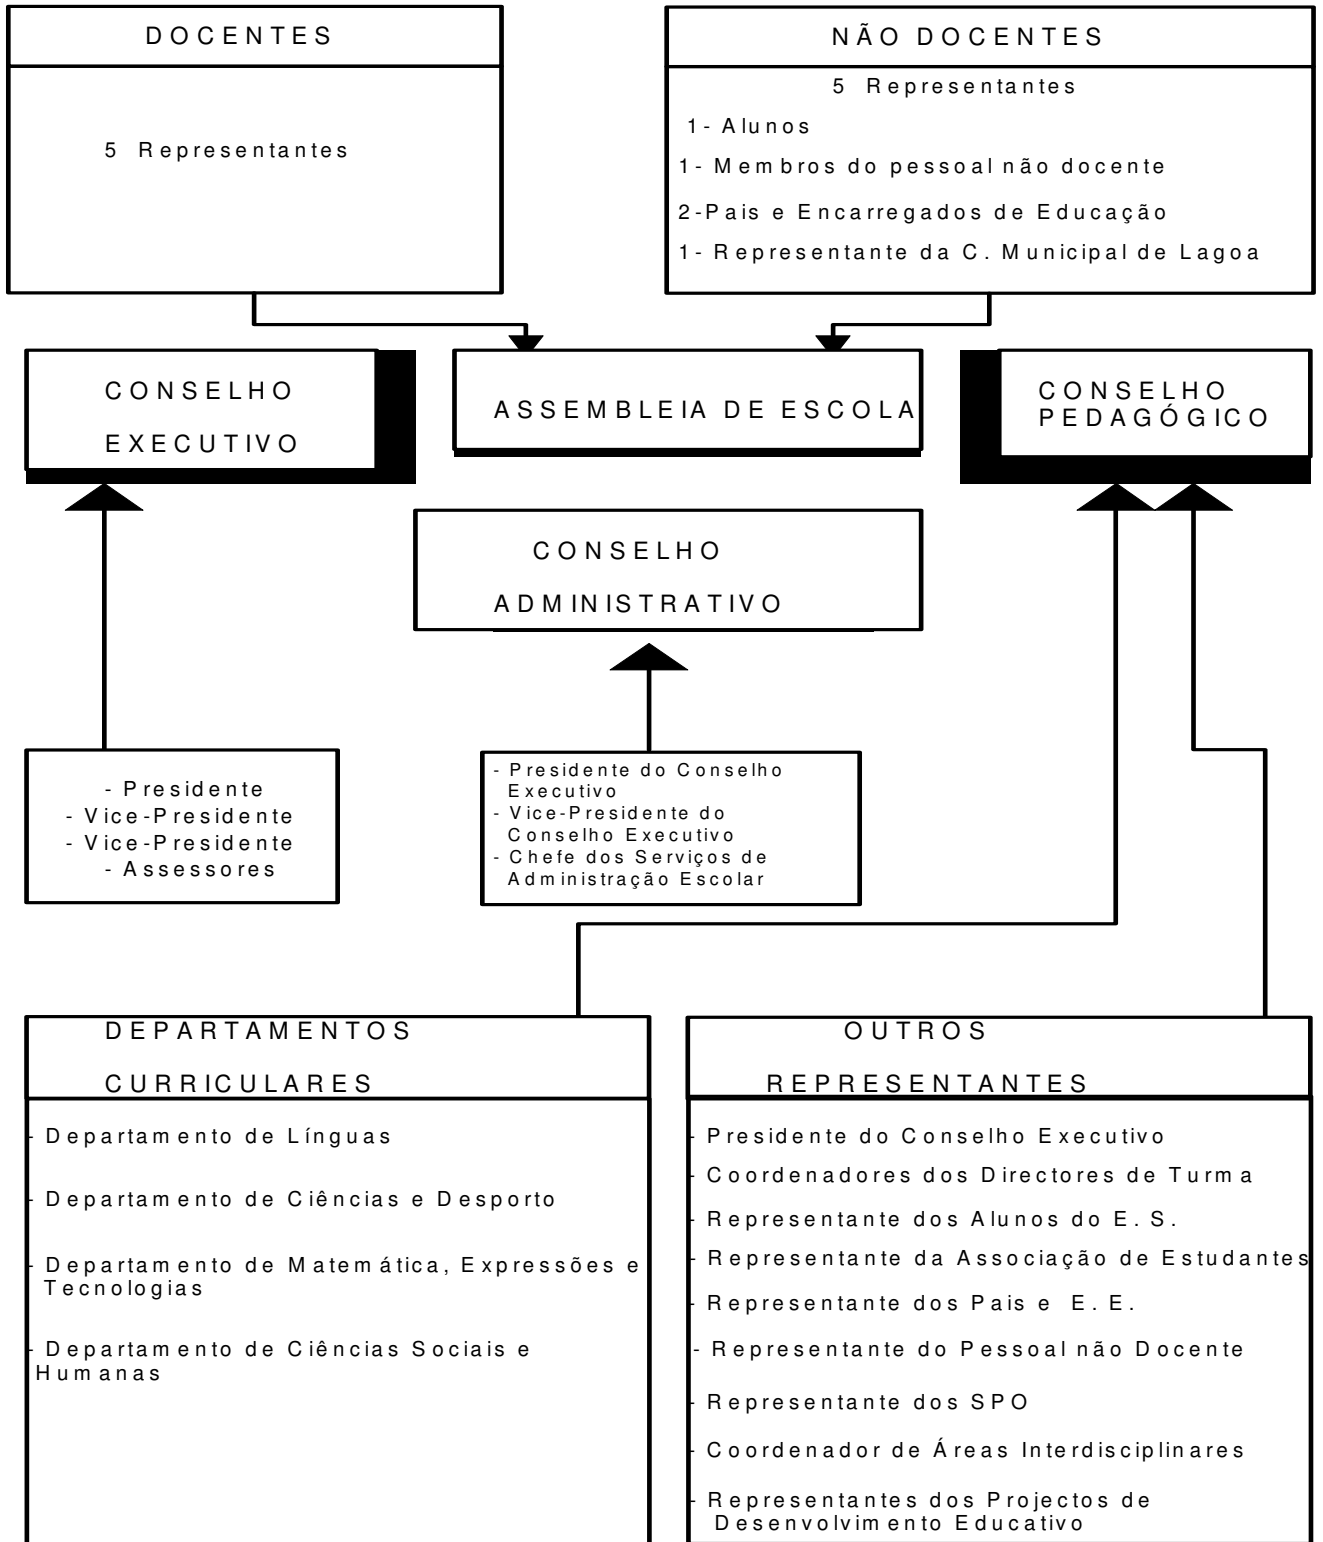 DOCENTES
5 Representantes
NÃO DOCENTES
5 Representantes
1- Alunos
1- Membros do pessoal não docente
2-Pais e Encarregados de Educação
1- Representante da C. Municipal de Lagoa
CONSELHO
EXECUTIVO
ASSEMBLEIA DE ESCOLA
CONSELHO
PEDAGÓGICO
CONSELHO
ADMINISTRATIVO
- Presidente
- Vice-Presidente
- Vice-Presidente
- Assessores
- Presidente do Conselho
Executivo
- Vice-Presidente do
Conselho Executivo
- Chefe dos Serviços de
Administração Escolar
DEPARTAMENTOS
CURRICULARES
- Departamento de Línguas
- Departamento de Ciências e Desporto
- Departamento de Matemática, Expressões e
Tecnologias
- Departamento de Ciências Sociais e
Humanas
OUTROS
REPRESENTANTES
- Presidente do Conselho Executivo
- Coordenadores dos Directores de Turma
- Representante dos Alunos do E. S.
- Representante da Associação de Estudantes
- Representante dos Pais e E. E.
- Representante do Pessoal não Docente
- Representante dos SPO
- Coordenador de Áreas Interdisciplinares
- Representantes dos Projectos de
Desenvolvimento Educativo